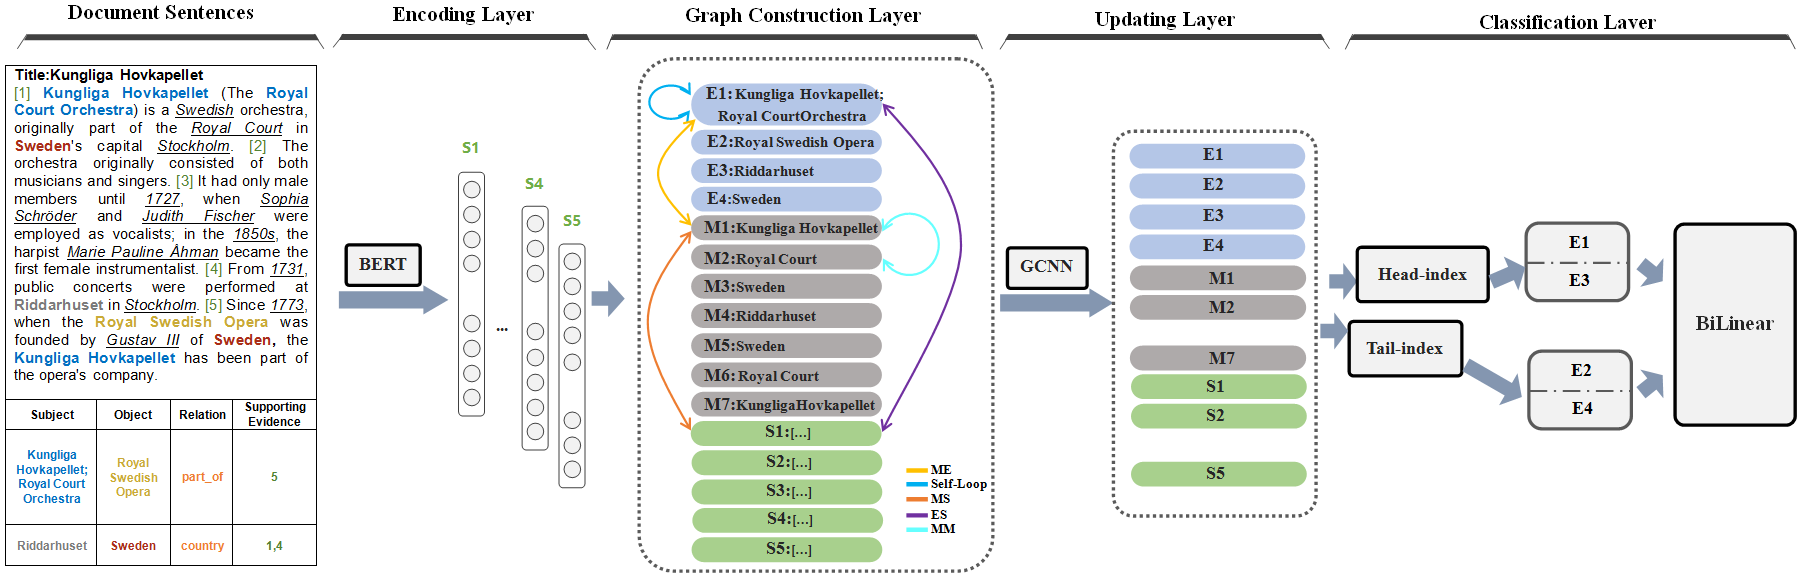 Document Sentences
Encoding Layer
Graph Construction Layer
Updating Layer
Classification Layer
Title:Kungliga Hovkapellet
[1] Kungliga Hovkapellet (The Royal
Court Orchestra) is a Swedish orchestra,
originally part of the Royal Court in
Sweden's capital Stockholm. [2] The
orchestra originally consisted of both
musicians and singers. [3] It had only male
members until 1727, when Sophia
Schröder and Judith Fischer were
employed as vocalists; in the 1850s, the
harpist Marie Pauline Åhman became the
first female instrumentalist. [4] From 1731,
public concerts were performed at
Riddarhuset in Stockholm. [5] Since 1773,
when the Royal Swedish Opera was
founded by Gustav III of Sweden, the
Kungliga Hovkapellet has been part of
the opera's company.
Subject Object Relation Supporting Evidence
Kungliga Hovkapellet; Royal Court Orchestra
Royal Swedish Opera
part_of
5
Riddarhuset Sweden country 1,4
BERT
S1
S4
S5
...
E1: Kungliga Hovkapellet;
Royal CourtOrchestra
E2:Royal Swedish Opera
E3:Riddarhuset
E4:Sweden
M1:Kungliga Hovkapellet
M2:Royal Court
M3:Sweden
M4:Riddarhuset
M5:Sweden
M6:Royal Court
M7:KungligaHovkapellet
S1:[...]
S2:[...]
S3:[...]
S4:[...]
S5:[...]
ME
Self-Loop
MS
ES
MM
GCNN
E1
E2
E3
E4
M1
M2
M7
S1
S2
S5
Head-index
Tail-index
E1
E3
E2
E4
BiLinear